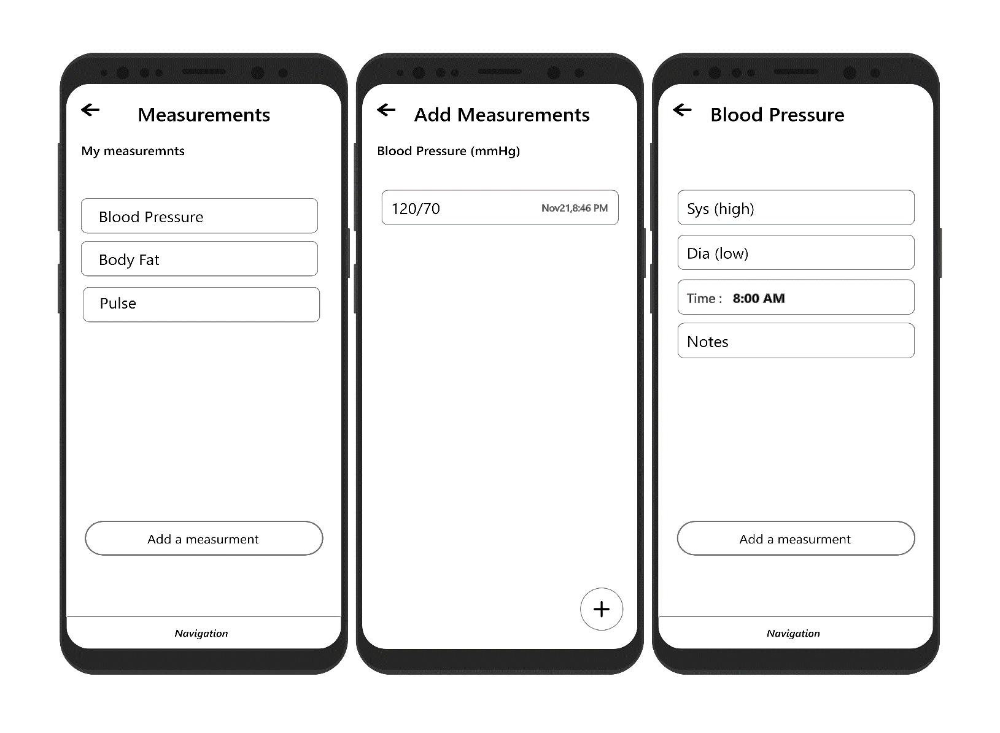 Measurements
My measuremnts
Blood Pressure
Body Fat
Pulse
Add a measurment
Navigation
Add Measurements
Blood Pressure (mmHg)
120/70 Nov21,8:46 PM
Blood Pressure
Sys (high)
Dia (low)
Time : 8:00 AM
Notes
Add a measurment
Navigation